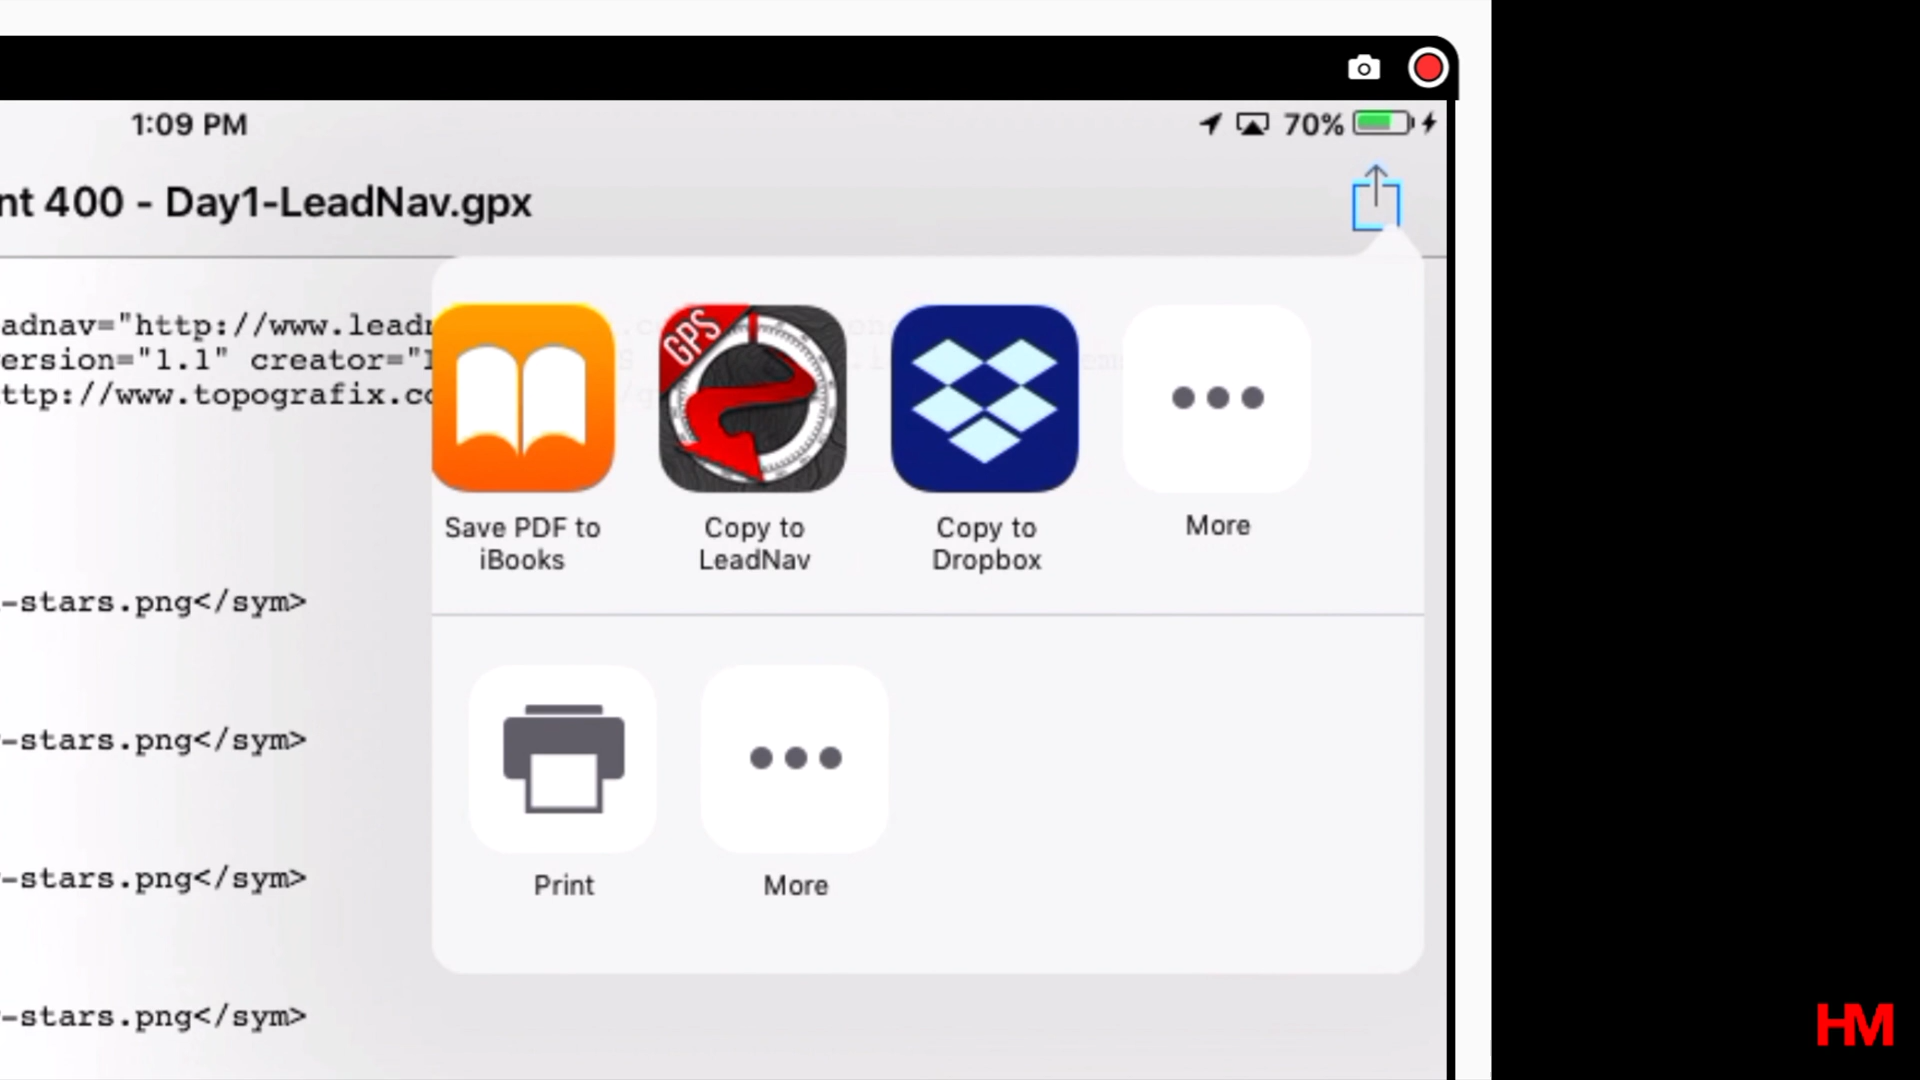 1:09 PM
70%
nt 400 - Day1-LeadNav.gpx
adnav="http://www.leadn
ersion="1.1" creator="
ttp://www.topografix.co
GPS
Save PDF to
iBooks
Copy to
LeadNav
Copy to
Dropbox
More
-stars.png</sym>
-stars.png</sym>
Print
More
-stars.png</sym>
-stars.png</sym>
HM